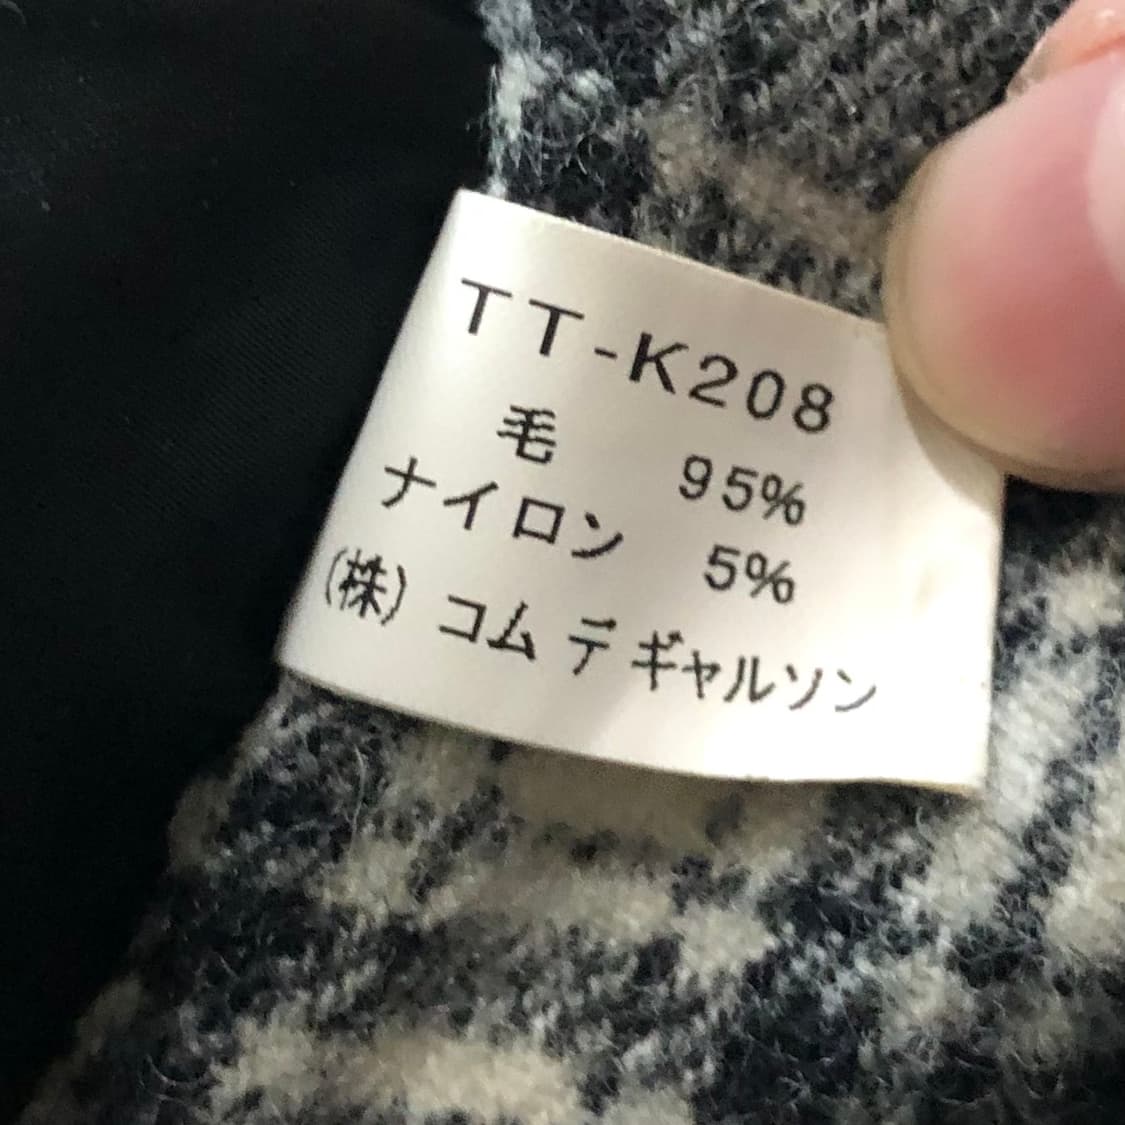 TT-K208
毛 95%
ナイロン 5%
(株) コム デ ギャルソン